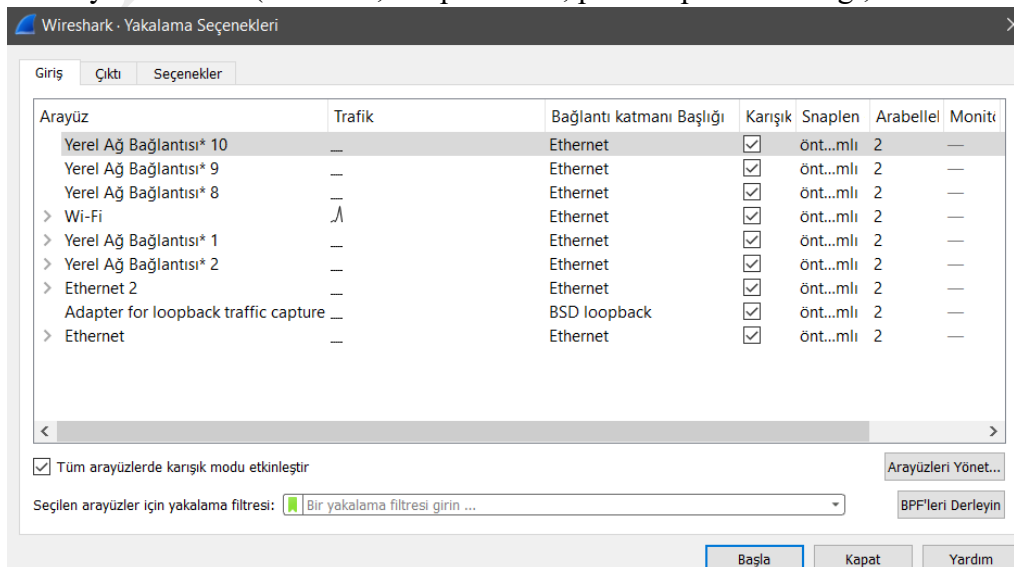 Wireshark · Yakalama Seçenekleri
Giriş Çıktı Seçenekler
Arayüz Trafik Bağlantı katmanı Başlığı Karışık Snaplen Arabellel Monitö
Yerel Ağ Bağlantısı* 10 Ethernet önt...mlı 2 —
Yerel Ağ Bağlantısı* 9 Ethernet önt...mlı 2 —
Yerel Ağ Bağlantısı* 8 Ethernet önt...mlı 2 —
Wi-Fi Ethernet önt...mlı 2 —
Yerel Ağ Bağlantısı* 1 Ethernet önt...mlı 2 —
Yerel Ağ Bağlantısı* 2 Ethernet önt...mlı 2 —
Ethernet 2 Ethernet önt...mlı 2 —
Adapter for loopback traffic capture BSD loopback önt...mlı 2 —
Ethernet Ethernet önt...mlı 2 —
Tüm arayüzlerde karışık modu etkinleştir Arayüzleri Yönet...
Seçilen arayüzler için yakalama filtresi: Bir yakalama filtresi girin ... BPF'leri Derleyin
Başla Kapat Yardım